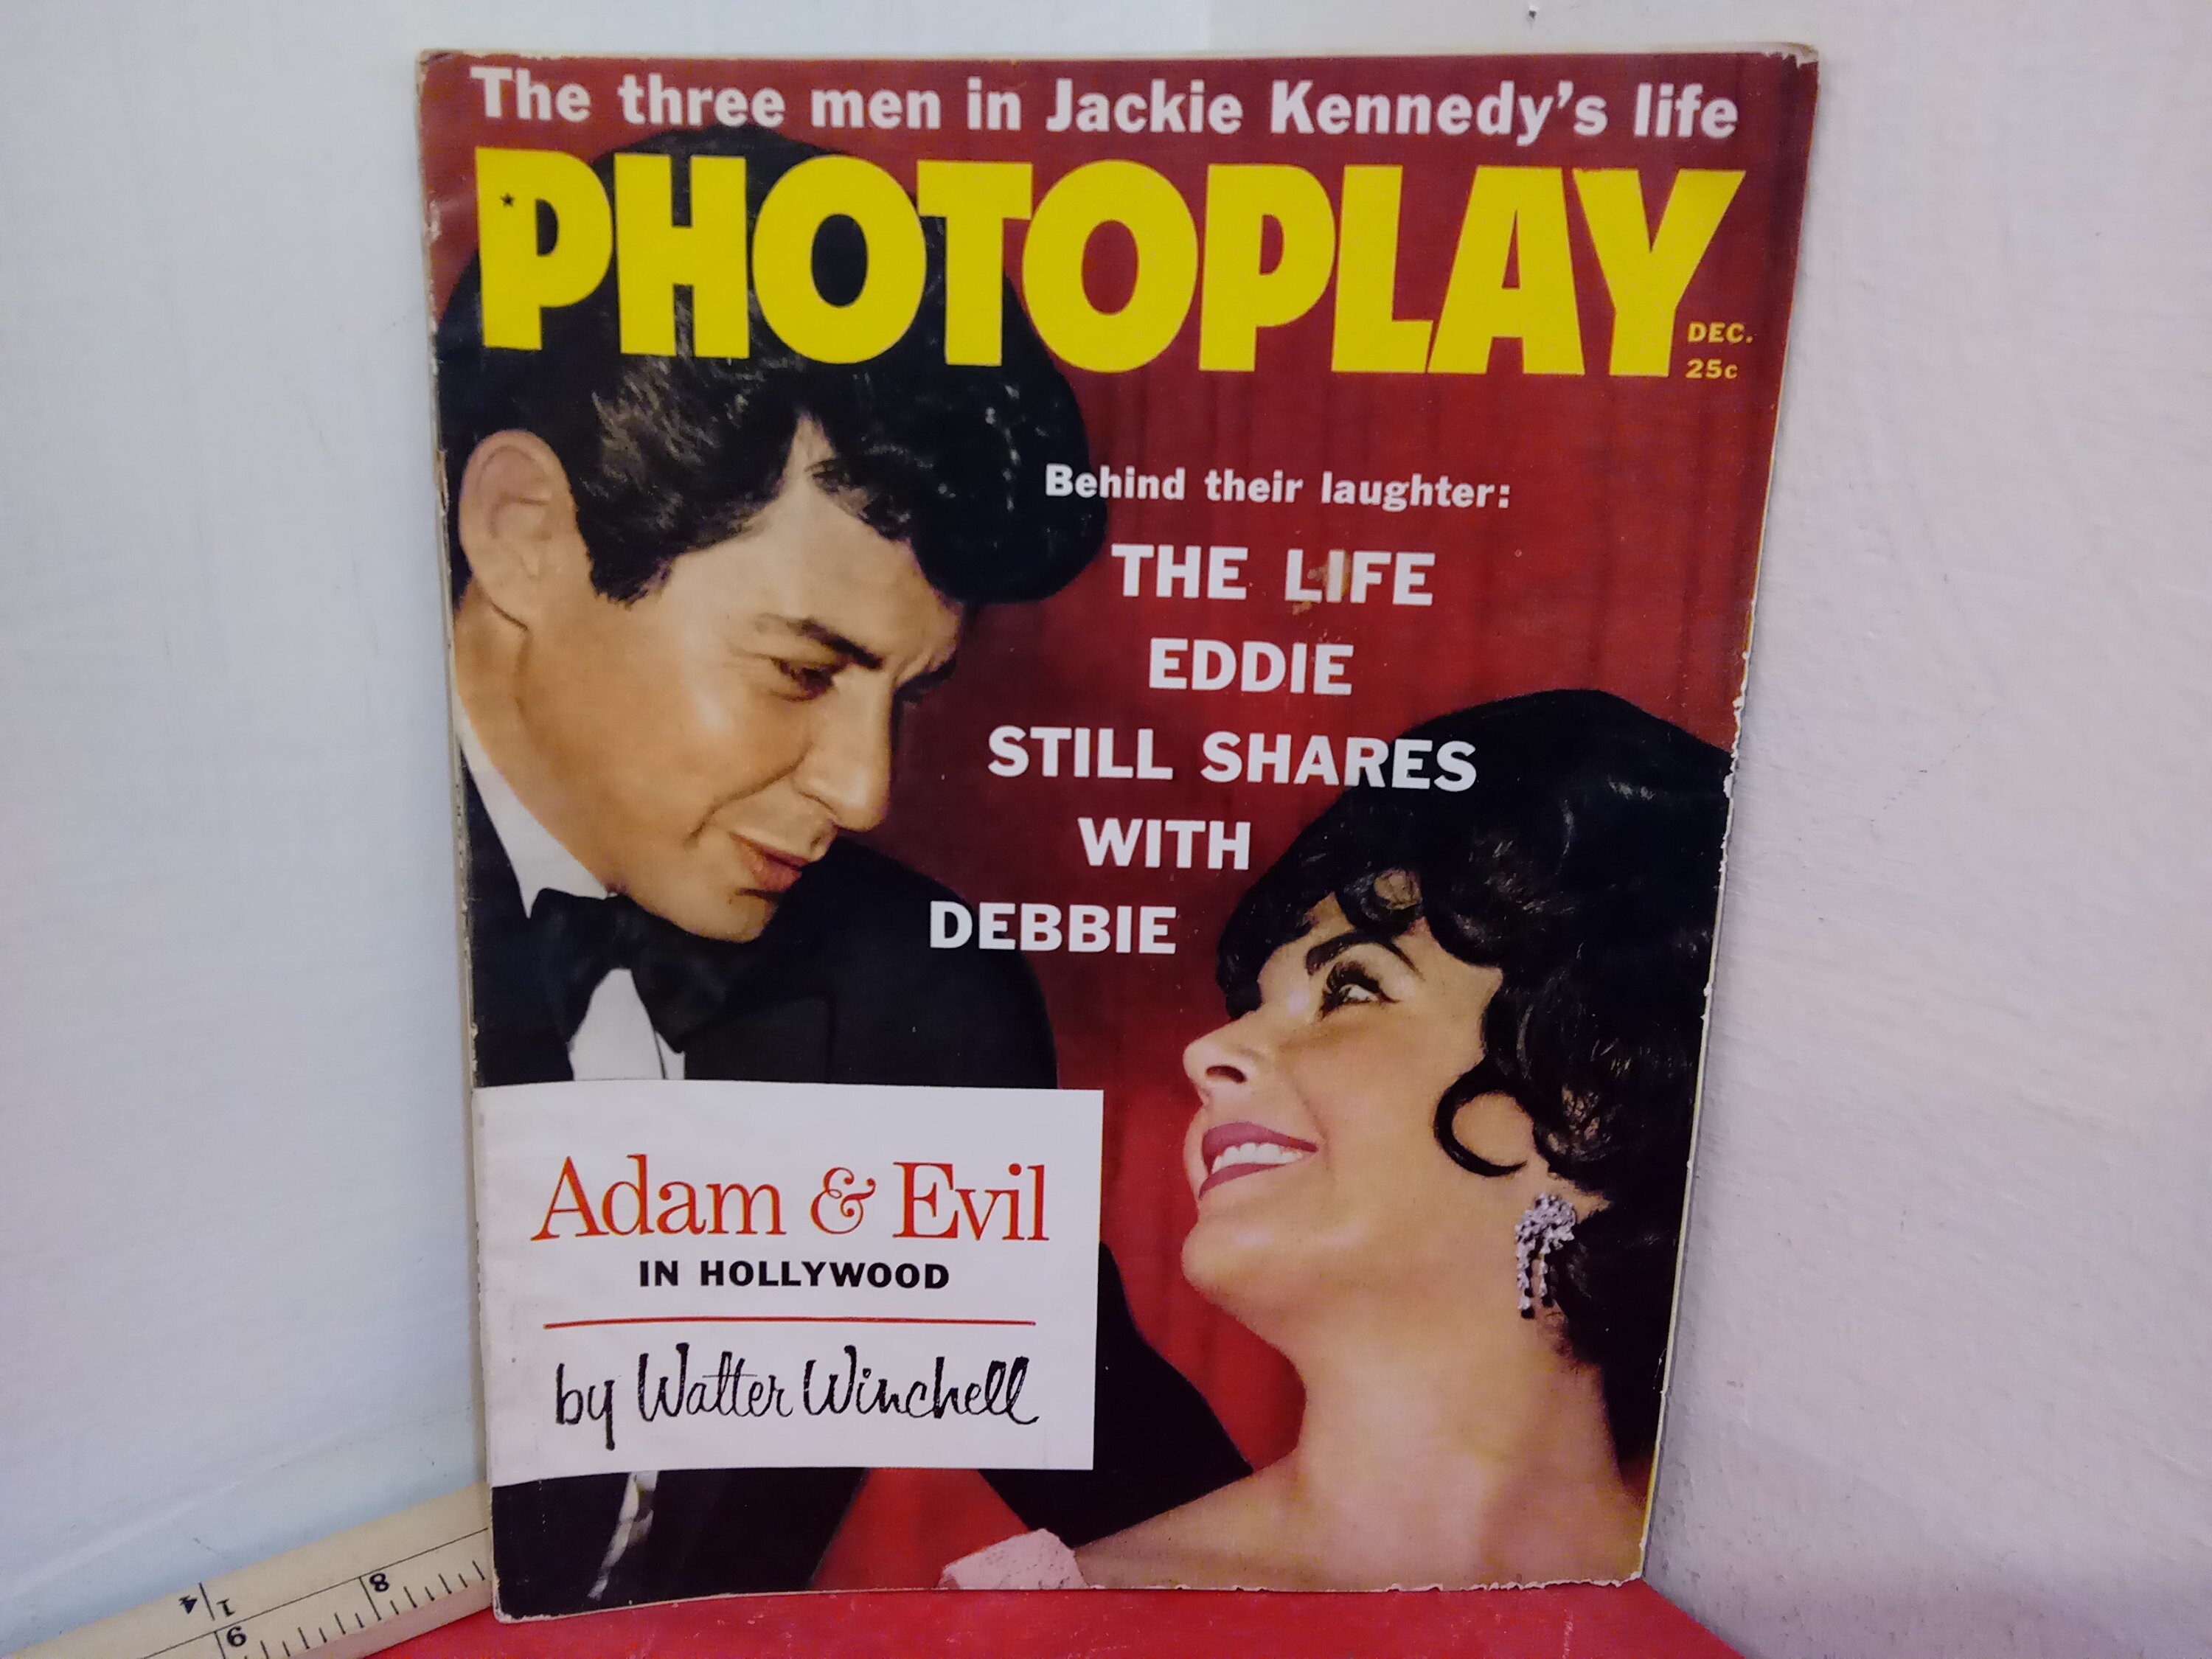 The three men in Jackie Kennedy's life
PHOTOPLAY
DEC.
25c
Behind their laughter:
THE LIFE
EDDIE
STILL SHARES
WITH
DEBBIE
Adam & Evil
IN HOLLYWOOD
by Walter Winchell
1
4
8
9